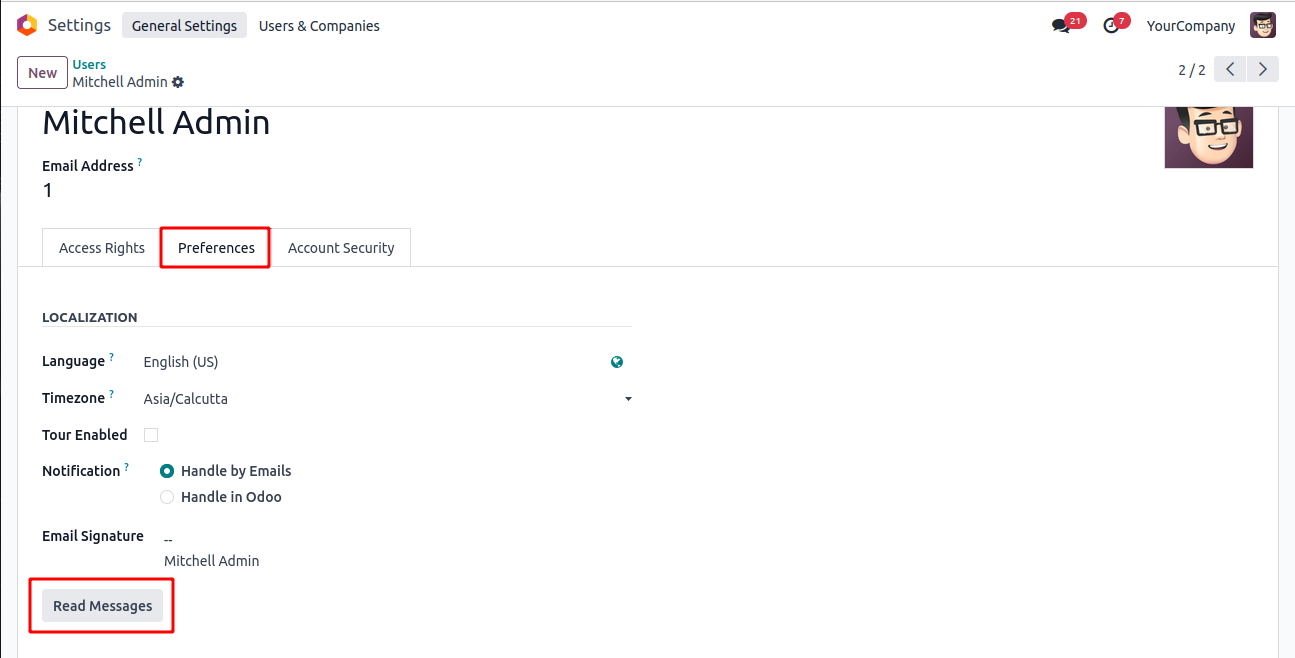 Settings General Settings Users & Companies 21 7 YourCompany
New Users 2 / 2
Mitchell Admin
Mitchell Admin
Email Address ?
1
Access Rights Preferences Account Security
LOCALIZATION
Language ? English (US)
Timezone ? Asia/Calcutta
Tour Enabled
Notification ? Handle by Emails
Handle in Odoo
Email Signature --
Mitchell Admin
Read Messages